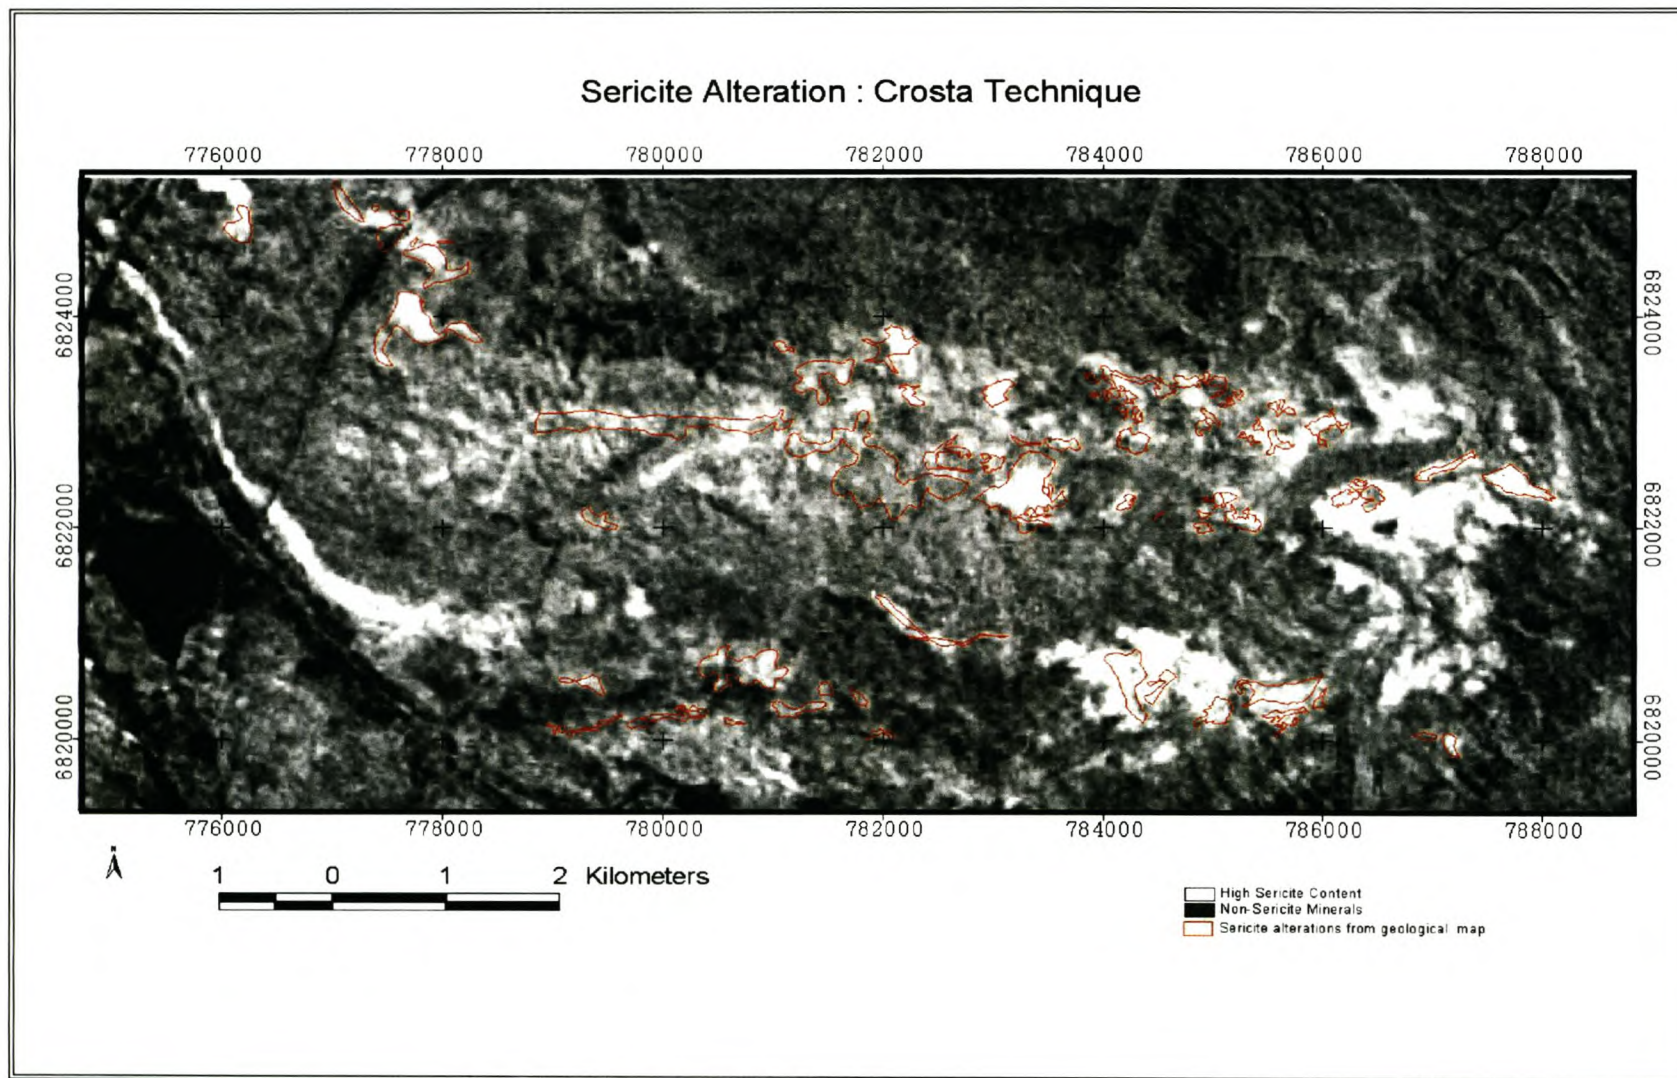 Sericite Alteration : Crosta Technique
776000 778000 780000 782000 784000 786000 788000
6824000 6824000
6822000 6822000
6820000 6820000
776000 778000 780000 782000 784000 786000 788000
N
1 0 1 2 Kilometers
High Sericite Content
Non-Sericite Minerals
Sericite alterations from geological map